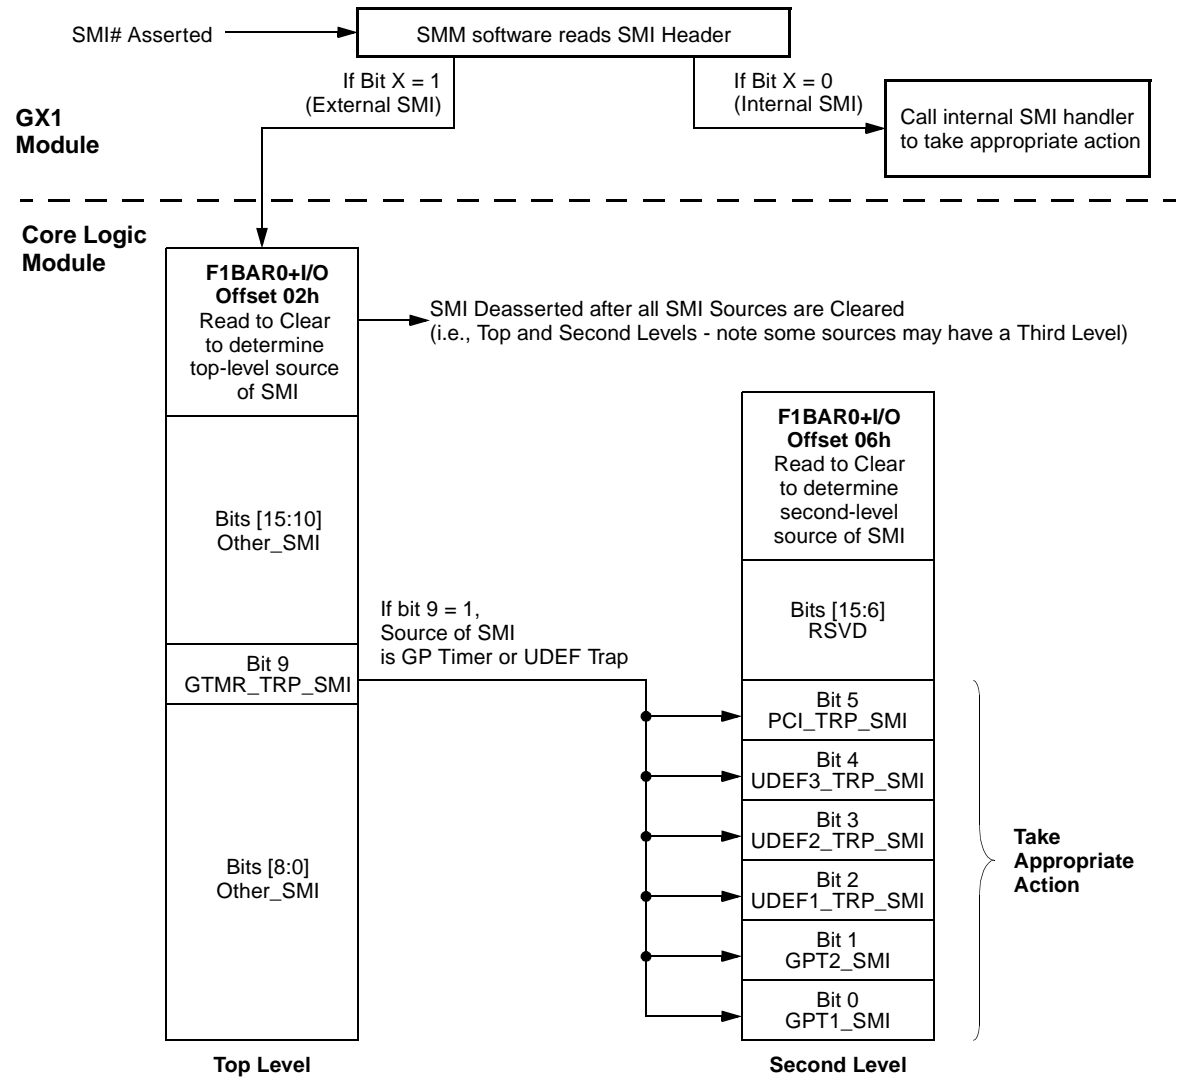 SMI# Asserted
SMM software reads SMI Header
If Bit X = 1
(External SMI)
If Bit X = 0
(Internal SMI)
GX1
Module
Call internal SMI handler
to take appropriate action
Core Logic
Module
F1BAR0+I/O
Offset 02h
Read to Clear
to determine
top-level source
of SMI
SMI Deasserted after all SMI Sources are Cleared
(i.e., Top and Second Levels - note some sources may have a Third Level)
Bits [15:10]
Other_SMI
If bit 9 = 1,
Source of SMI
is GP Timer or UDEF Trap
Bit 9
GTMR_TRP_SMI
Bits [8:0]
Other_SMI
Top Level
F1BAR0+I/O
Offset 06h
Read to Clear
to determine
second-level
source of SMI
Bits [15:6]
RSVD
Bit 5
PCI_TRP_SMI
Bit 4
UDEF3_TRP_SMI
Bit 3
UDEF2_TRP_SMI
Bit 2
UDEF1_TRP_SMI
Bit 1
GPT2_SMI
Bit 0
GPT1_SMI
Take
Appropriate
Action
Second Level